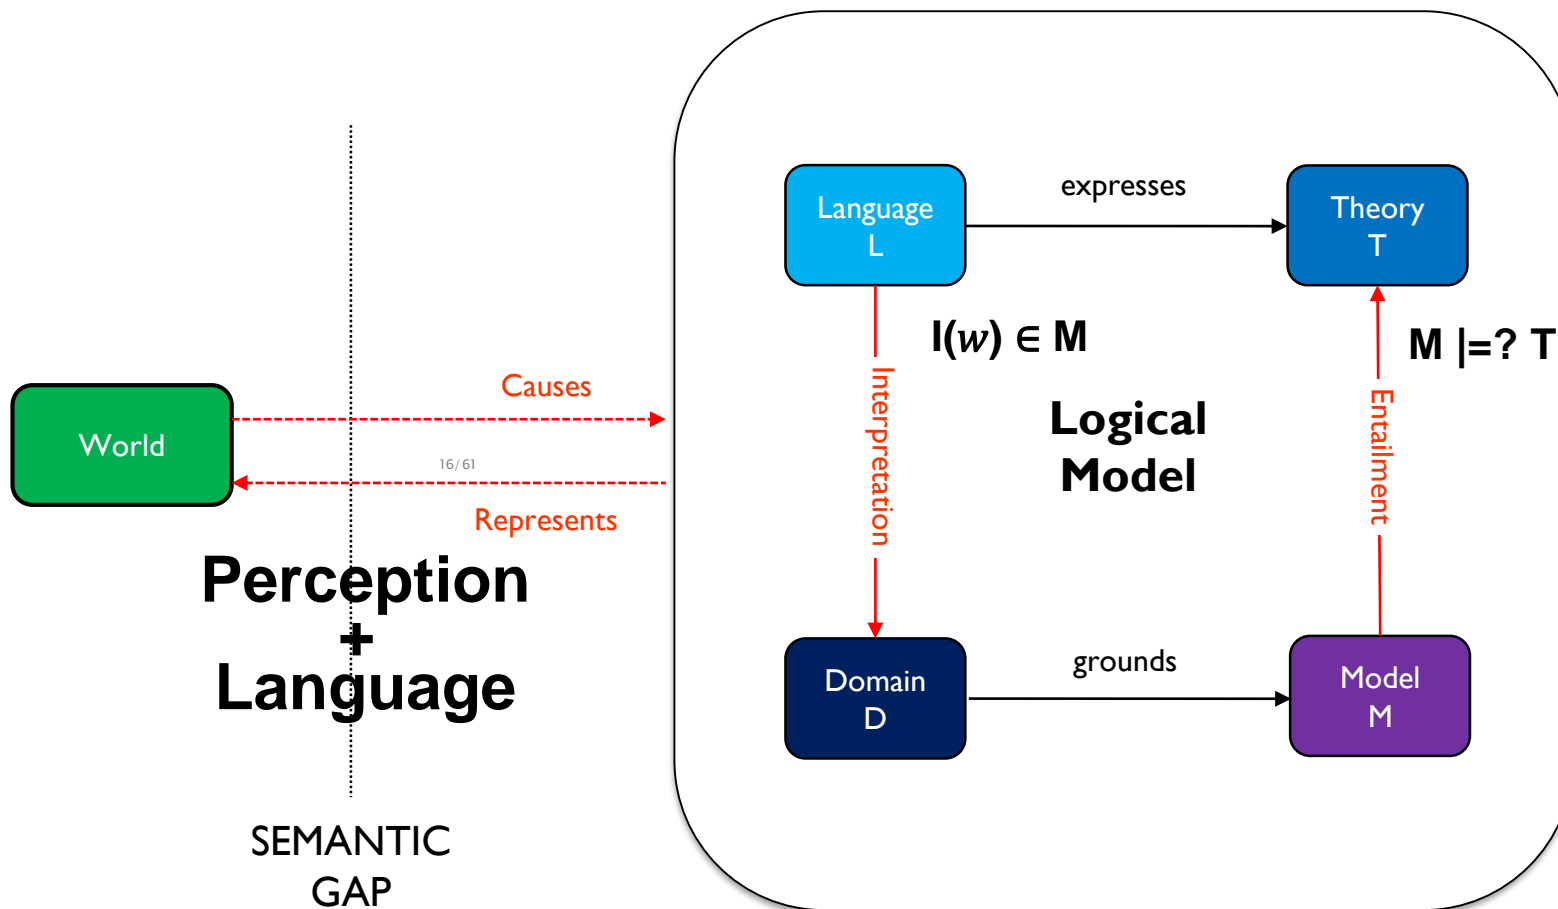 Language
L
expresses
Theory
T
I(w) ∈ M
M |=? T
Causes
World
16/ 61
Represents
Interpretation
Logical
Model
Entailment
Perception
+
Language
Domain
D
grounds
Model
M
SEMANTIC
GAP